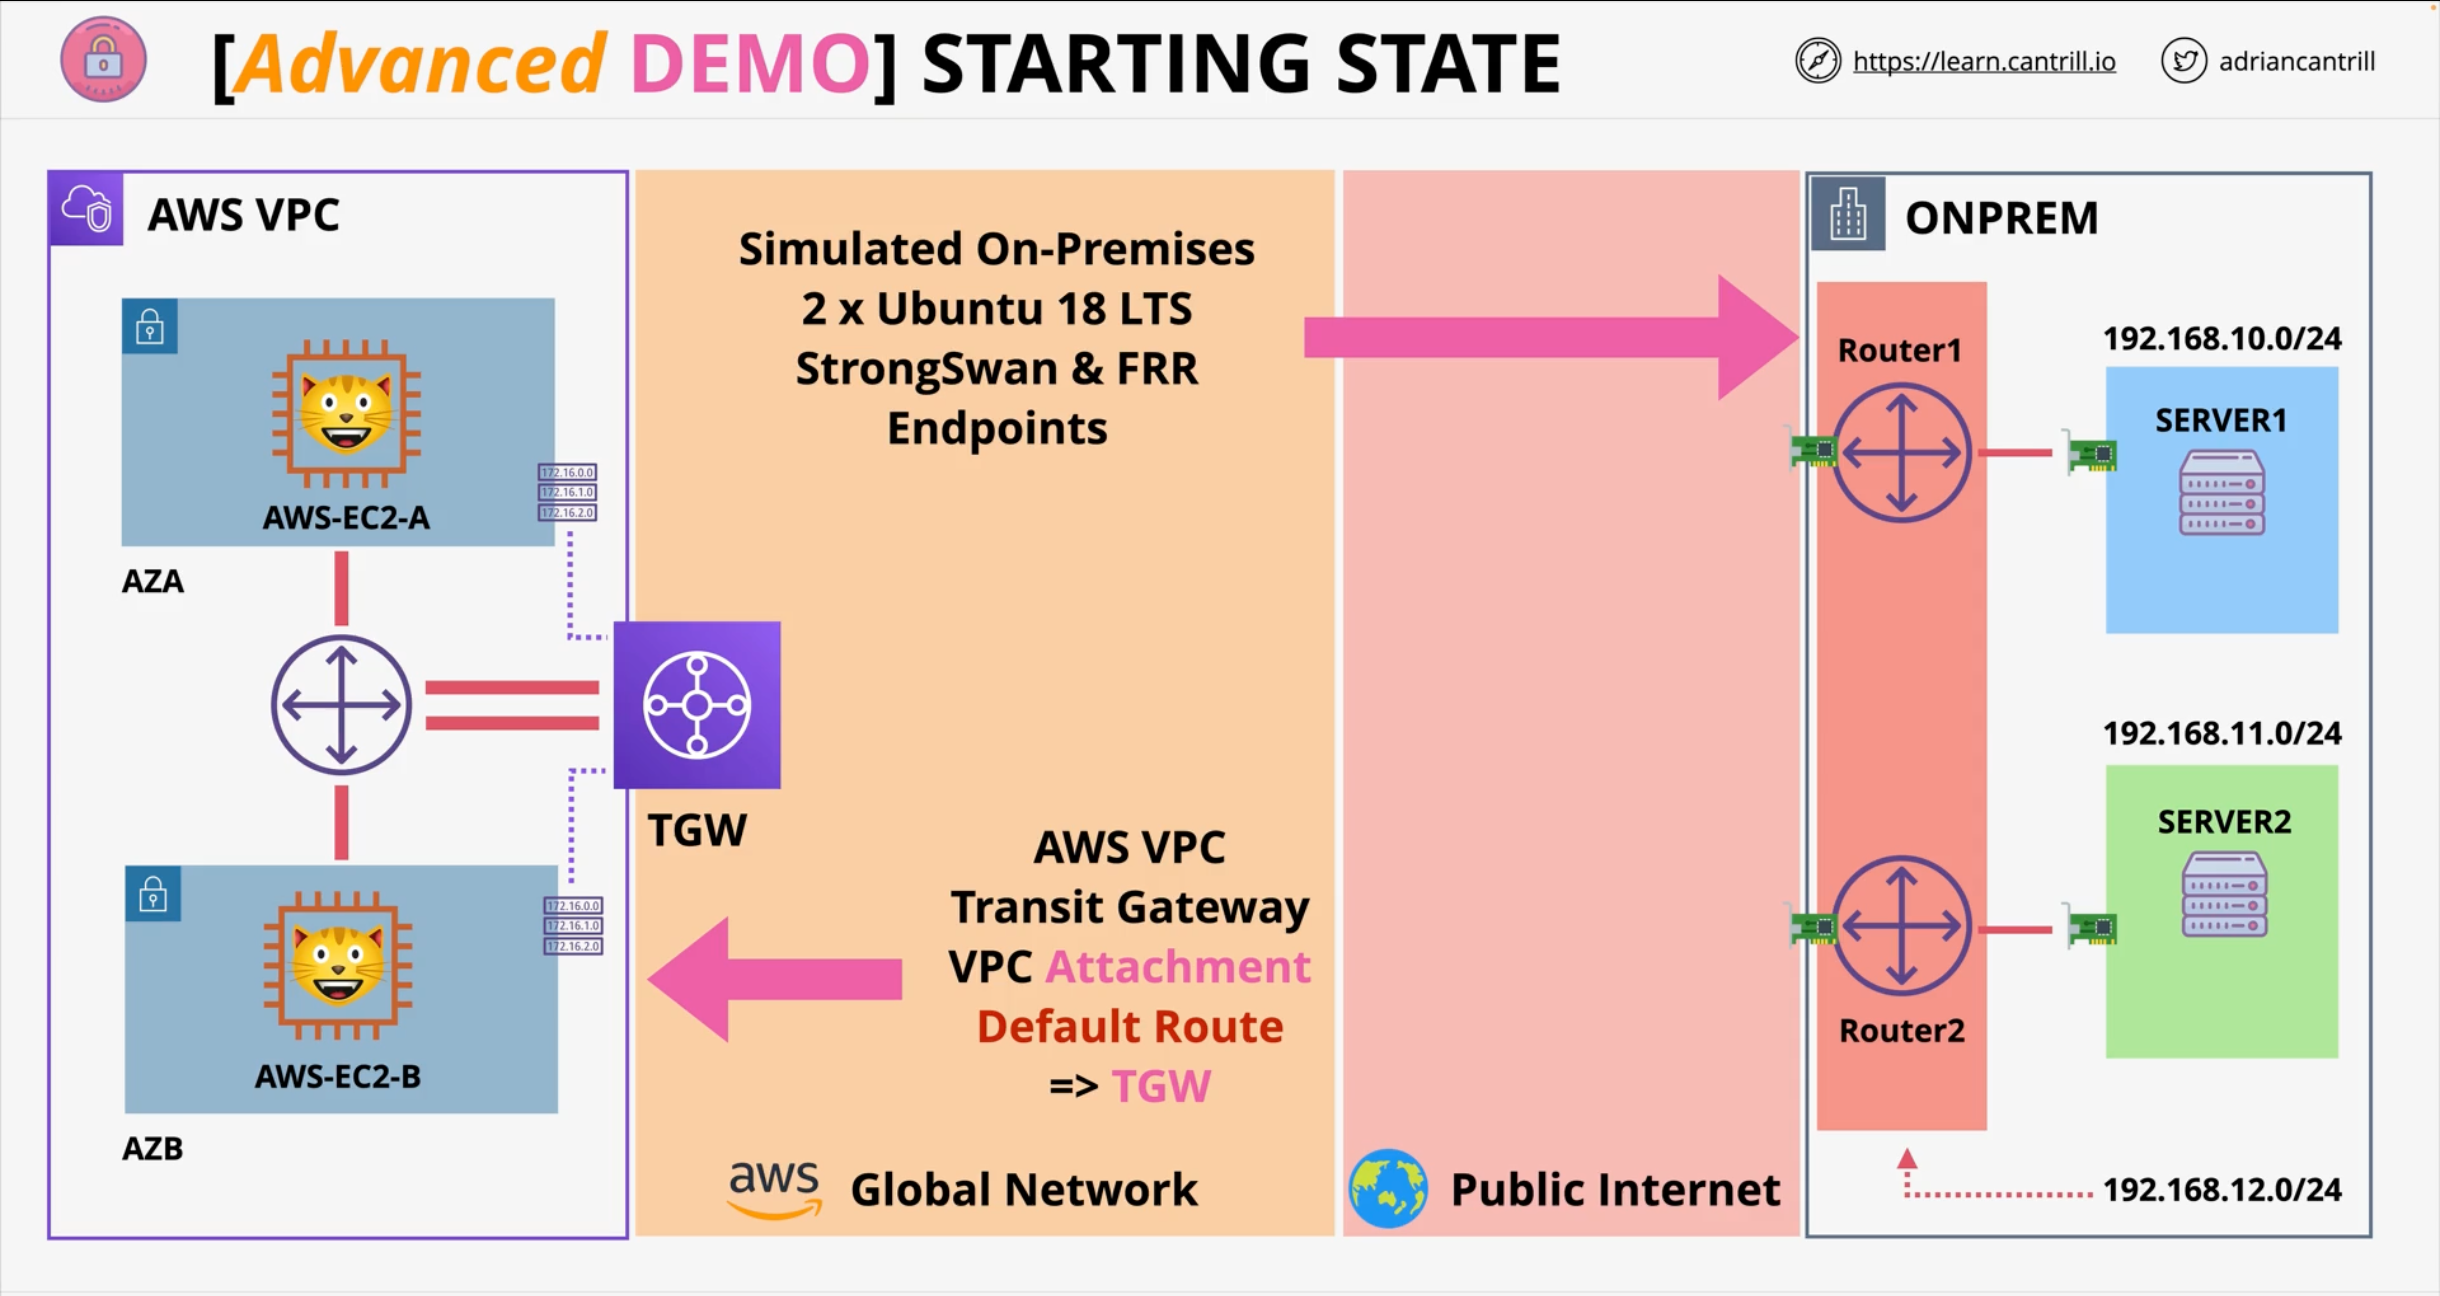 [Advanced DEMO] STARTING STATE
https://learn.cantrill.io
adriancantrill
AWS VPC
AWS-EC2-A
172.16.0.0
172.16.1.0
172.16.2.0
AZA
TGW
172.16.0.0
172.16.1.0
172.16.2.0
AWS-EC2-B
AZB
Simulated On-Premises
2 x Ubuntu 18 LTS
StrongSwan & FRR
Endpoints
AWS VPC
Transit Gateway
VPC Attachment
Default Route
=> TGW
aws
Global Network
Public Internet
ONPREM
Router1
192.168.10.0/24
SERVER1
192.168.11.0/24
SERVER2
Router2
192.168.12.0/24